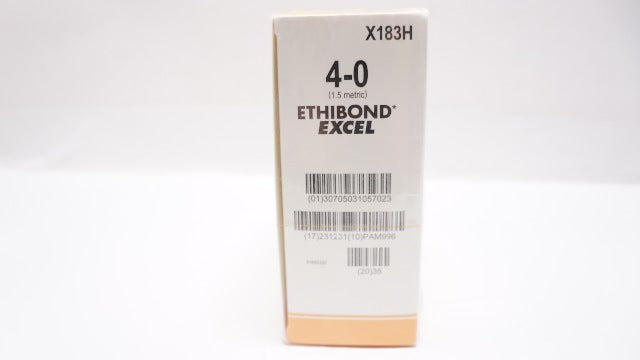 X183H
4-0
(1.5 metric)
ETHIBOND*
EXCEL
(01)30705031057023
(17)231231(10)PAM996
(20)35